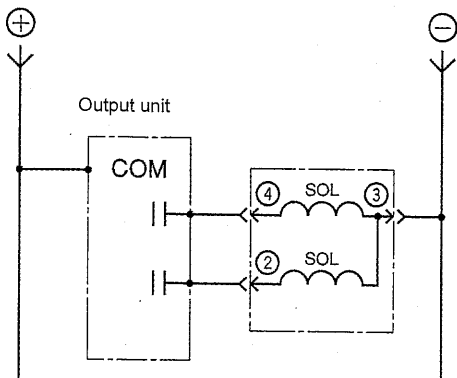 +
−
Output unit
COM
④ SOL ③
② SOL